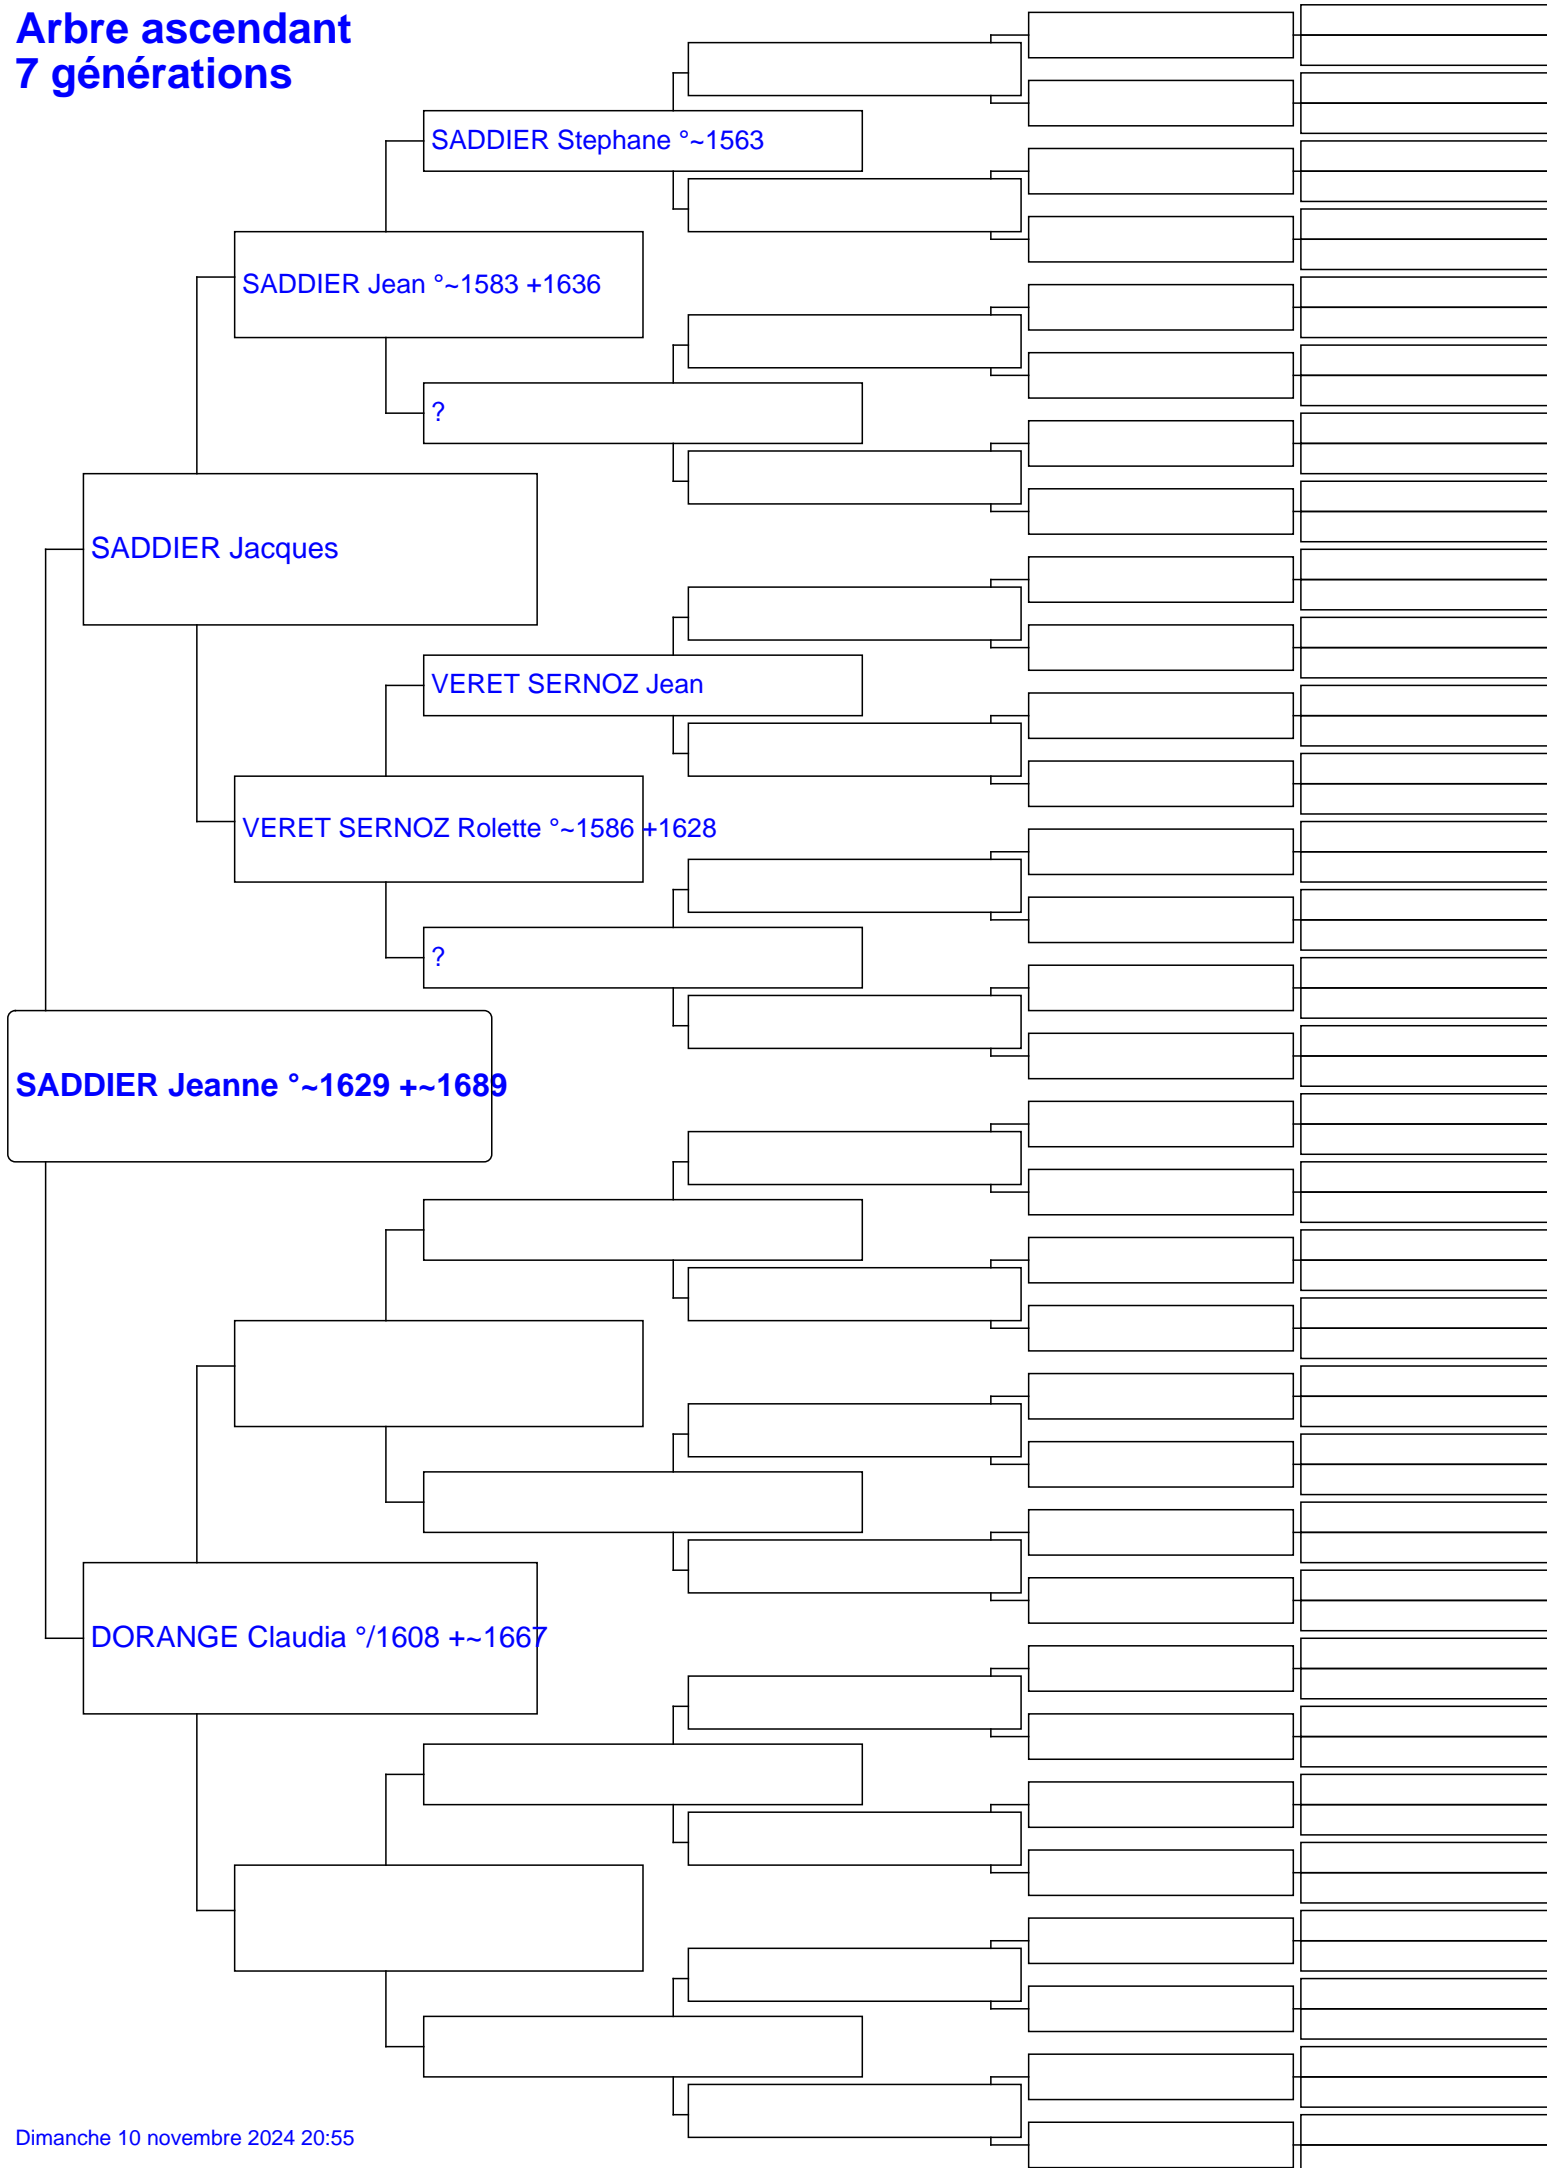 Arbre ascendant
7 générations
SADDIER Stephane °~1563
SADDIER Jean °~1583 +1636
?
SADDIER Jacques
VERET SERNOZ Jean
VERET SERNOZ Rolette °~1586 +1628
?
SADDIER Jeanne °~1629 +~1689
DORANGE Claudia °/1608 +~1667
Dimanche 10 novembre 2024 20:55